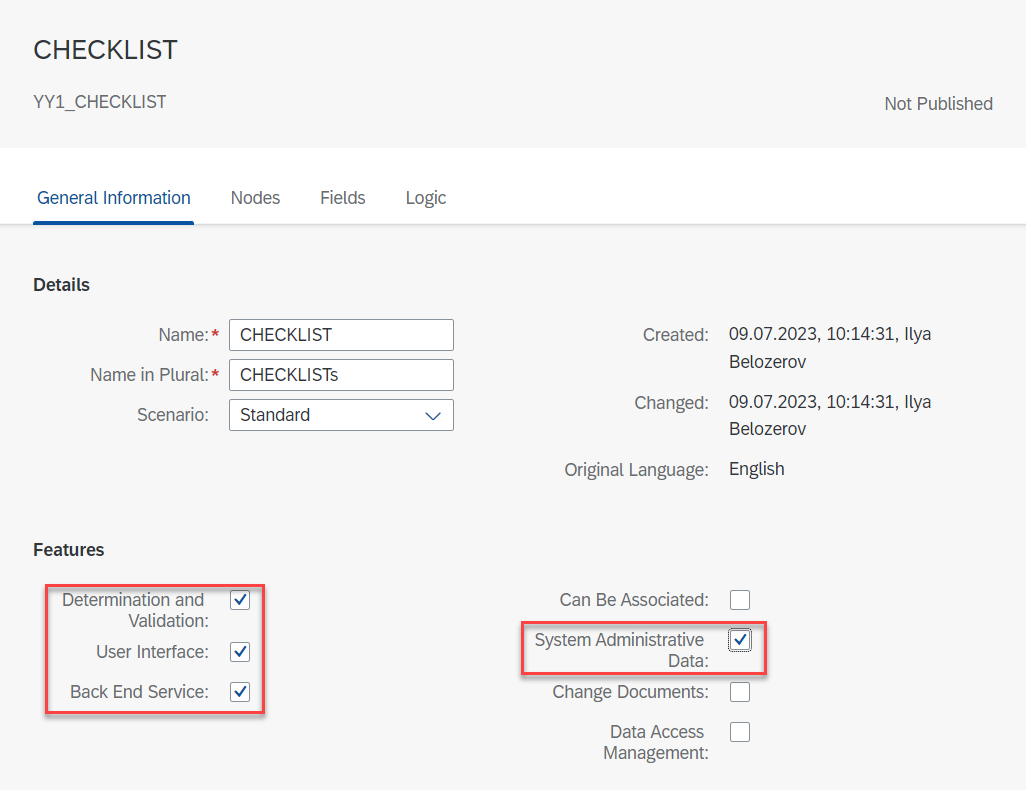 CHECKLIST
YY1_CHECKLIST
Not Published
General Information
Nodes
Fields
Logic
Details
Name:*
CHECKLIST
Name in Plural:*
CHECKLISTs
Scenario:
Standard
Created:
09.07.2023, 10:14:31, Ilya
Belozerov
Changed:
09.07.2023, 10:14:31, Ilya
Belozerov
Original Language:
English
Features
Determination and
Validation:
User Interface:
Back End Service:
Can Be Associated:
System Administrative
Data:
Change Documents:
Data Access
Management: